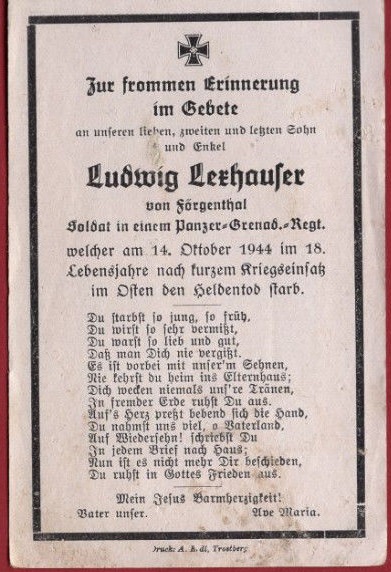 Zur frommen Erinnerung
im Gebete
an unseren lieben, zweiten und letzten Sohn
und Enkel
Ludwig Lexhauser
von Förgenthal
Soldat in einem Panzer-Grenad.-Regt.
welcher am 14. Oktober 1944 im 18.
Lebensjahre nach kurzem Kriegseinsatz
im Osten den Heldentod starb.
Du starbst so jung, so früh,
Du wirst so sehr vermißt,
Du warst so lieb und gut,
Daß man Dich nie vergißt.
Es ist vorbei mit unser'm Sehnen,
Nie kehrst du heim ins Elternhaus;
Dich wecken niemals uns're Tränen,
In fremder Erde ruhst Du aus.
Auf's Herz preßt bebend sich die Hand,
Du nahmst uns viel, o Vaterland,
Auf Wiedersehn! schriebst Du
In jedem Brief nach Haus;
Nun ist es nicht mehr Dir beschieden,
Du ruhst in Gottes Frieden aus.
Mein Jesus Barmherzigkeit!
Vater unser. Ave Maria.
Druck: A. Trostberg